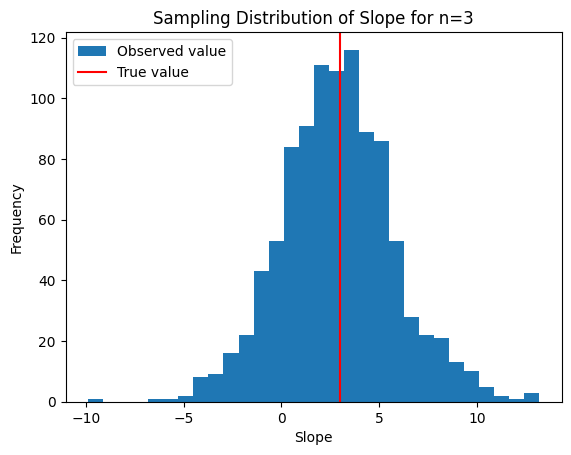 Sampling Distribution of Slope for n=3
Observed value
True value
120
100
80
60
40
20
0
Frequency
−10
−5
0
5
10
Slope